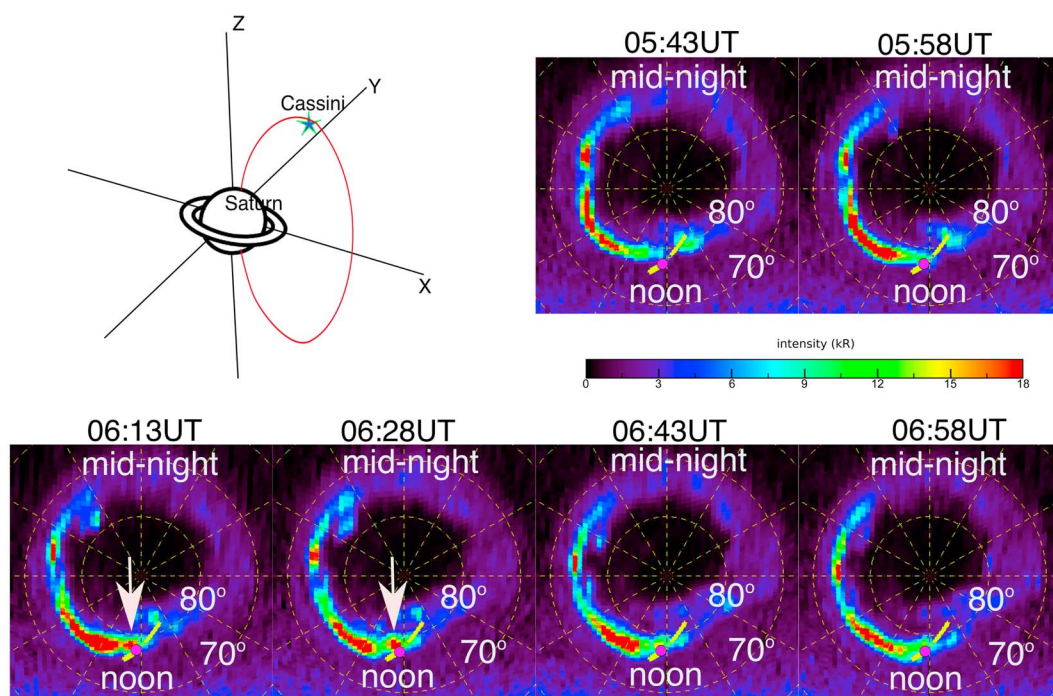 Z
Y
Cassini
Saturn
X
05:43UT
mid-night
80°
70°
noon
05:58UT
mid-night
80°
70°
noon
intensity (kR)
0 3 6 9 12 15 18
06:13UT
mid-night
80°
70°
noon
06:28UT
mid-night
80°
70°
noon
06:43UT
mid-night
80°
70°
noon
06:58UT
mid-night
80°
70°
noon